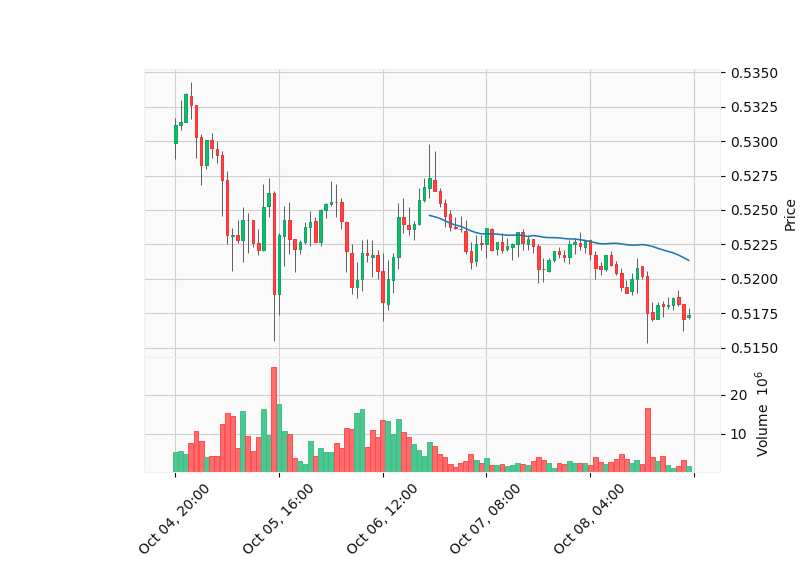 0.5350
0.5325
0.5300
0.5275
0.5250
0.5225
0.5200
0.5175
0.5150
Price
20
10
Volume 10^6
Oct 04, 20:00
Oct 05, 16:00
Oct 06, 12:00
Oct 07, 08:00
Oct 08, 04:00